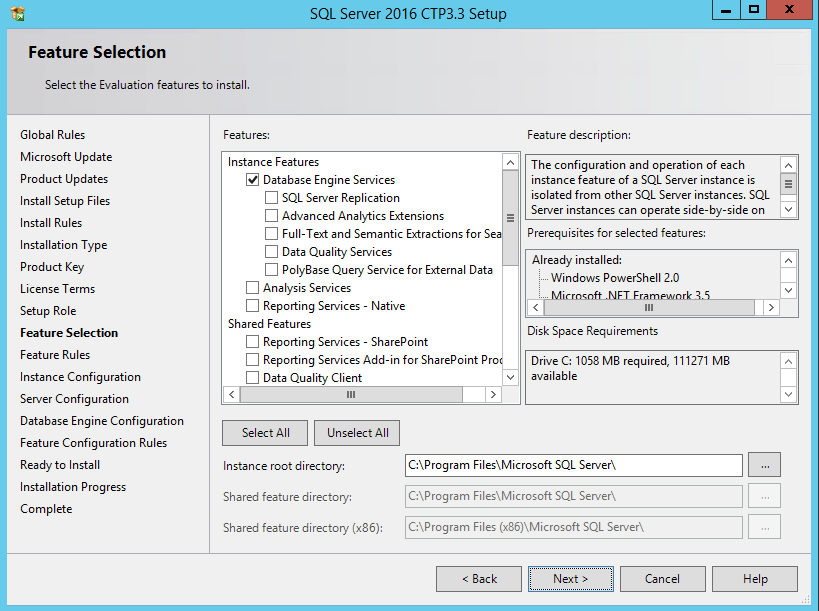 SQL Server 2016 CTP3.3 Setup
Feature Selection
Select the Evaluation features to install.
Global Rules
Microsoft Update
Product Updates
Install Setup Files
Install Rules
Installation Type
Product Key
License Terms
Setup Role
Feature Selection
Feature Rules
Instance Configuration
Server Configuration
Database Engine Configuration
Feature Configuration Rules
Ready to Install
Installation Progress
Complete
Features:
Instance Features
Database Engine Services
SQL Server Replication
Advanced Analytics Extensions
Full-Text and Semantic Extractions for Sea
Data Quality Services
PolyBase Query Service for External Data
Analysis Services
Reporting Services - Native
Shared Features
Reporting Services - SharePoint
Reporting Services Add-in for SharePoint Proc
Data Quality Client
Feature description:
The configuration and operation of each
instance feature of a SQL Server instance is
isolated from other SQL Server instances. SQL
Server instances can operate side-by-side on
Prerequisites for selected features:
Already installed:
Windows PowerShell 2.0
Microsoft .NET Framework 3.5
Disk Space Requirements
Drive C: 1058 MB required, 111271 MB
available
Select All
Unselect All
Instance root directory:
C:\Program Files\Microsoft SQL Server\
...
Shared feature directory:
C:\Program Files\Microsoft SQL Server\
...
Shared feature directory (x86):
C:\Program Files (x86)\Microsoft SQL Server\
...
< Back
Next >
Cancel
Help